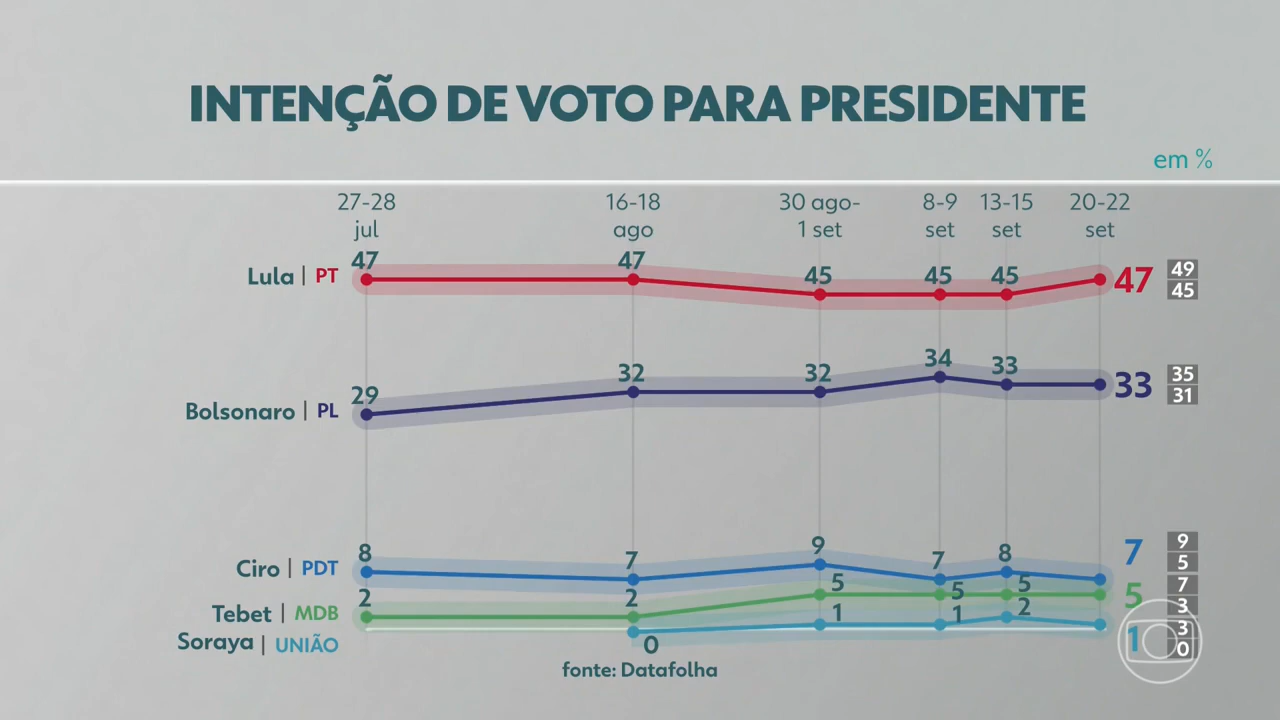 INTENÇÃO DE VOTO PARA PRESIDENTE
em %
27-28 jul
16-18 ago
30 ago- 1 set
8-9 set
13-15 set
20-22 set
Lula | PT 47 47 45 45 45 47 49 45
Bolsonaro | PL 29 32 32 34 33 33 35 31
Ciro | PDT 8 7 9 7 8 7 9 5
Tebet | MDB 2 2 5 5 5 5 7 3
Soraya | UNIÃO 0 1 1 2 1 3 0
fonte: Datafolha